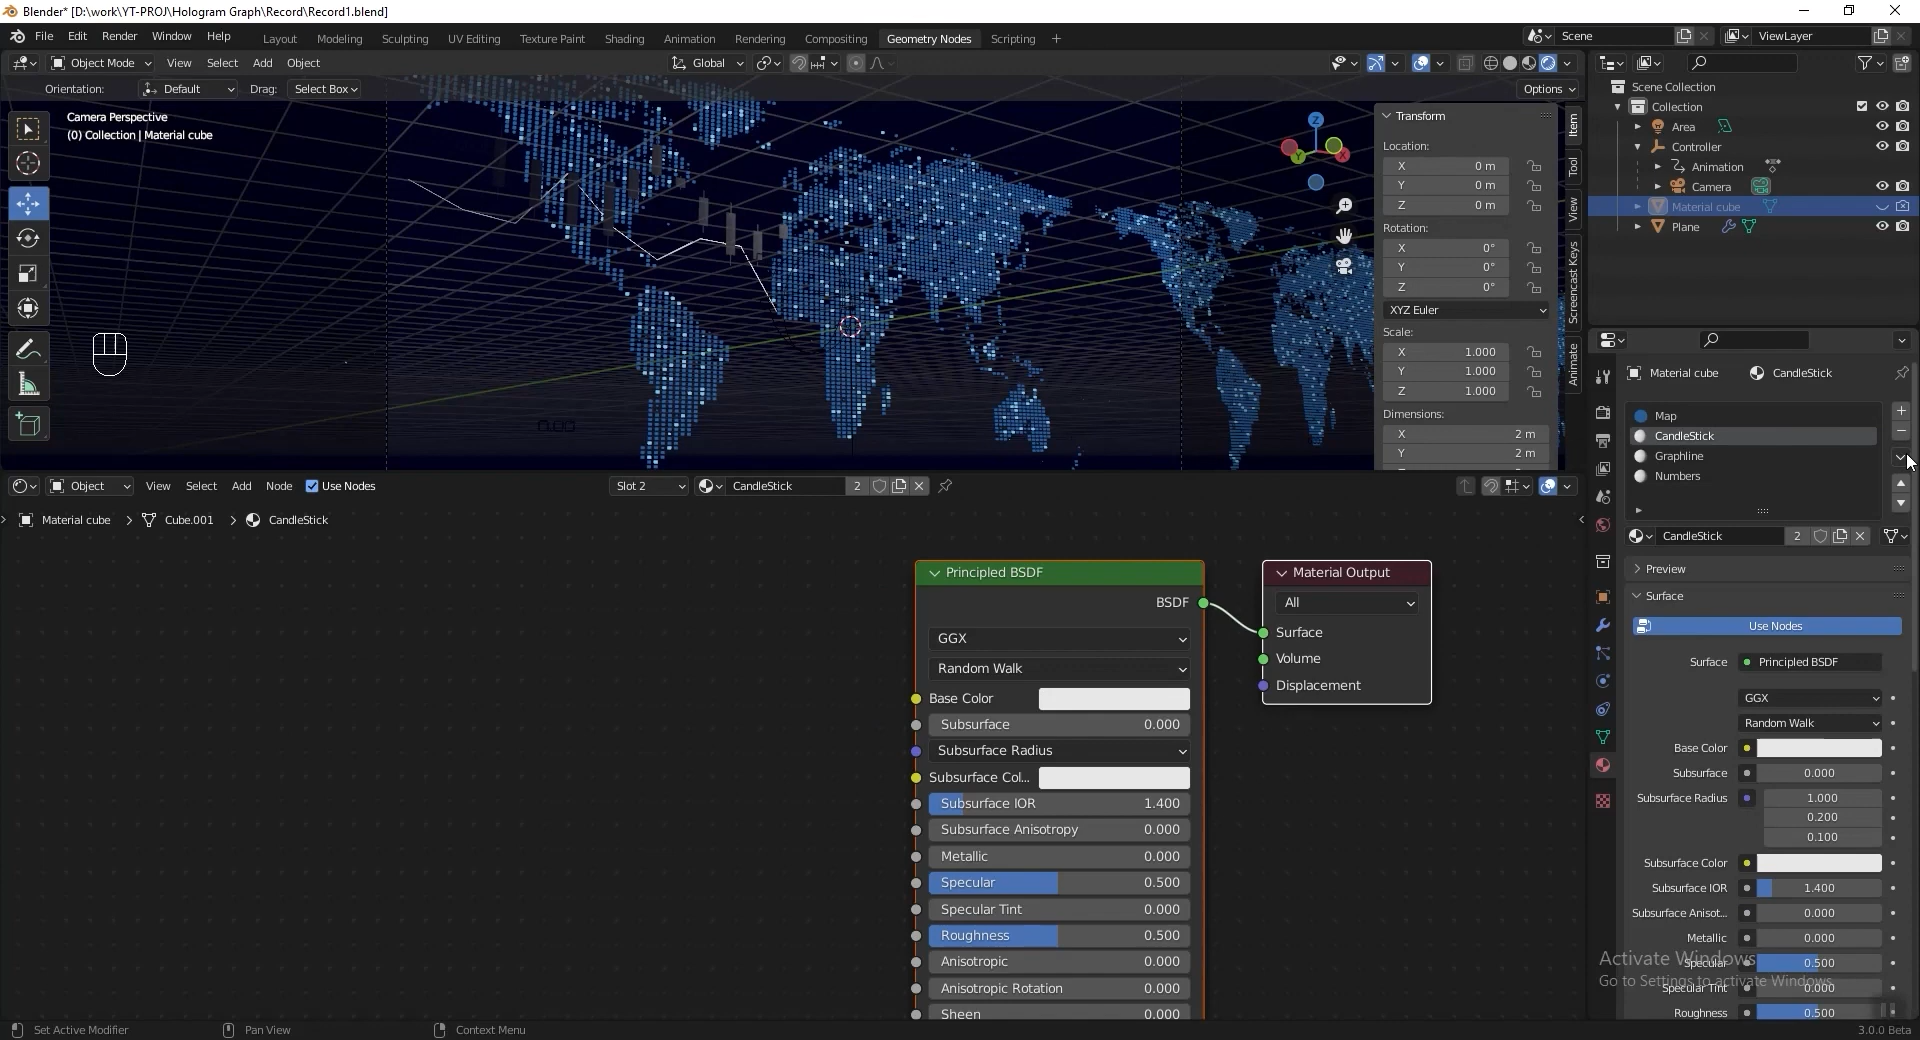 Blender* [D:\work\YT-PROJ\Hologram Graph\Record\Record1.blend]
File Edit Render Window Help Layout Modeling Sculpting UV Editing Texture Paint Shading Animation Rendering Compositing Geometry Nodes Scripting + Scene ViewLayer
Object Mode View Select Add Object Global
Orientation: Default Drag: Select Box Options
Camera Perspective
(0) Collection | Material cube
Z
Y
X
Transform
Location:
X 0 m
Y 0 m
Z 0 m
Rotation:
X 0°
Y 0°
Z 0°
XYZ Euler
Scale:
X 1.000
Y 1.000
Z 1.000
Dimensions:
X 2 m
Y 2 m
Item
Tool
View
Screencast Keys
Animate
Scene Collection
Collection
Area
Controller
Animation
Camera
Material cube
Plane
Object View Select Add Node Use Nodes Slot 2 CandleStick 2
Material cube > Cube.001 > CandleStick
Principled BSDF
BSDF
GGX
Random Walk
Base Color
Subsurface 0.000
Subsurface Radius
Subsurface Col...
Subsurface IOR 1.400
Subsurface Anisotropy 0.000
Metallic 0.000
Specular 0.500
Specular Tint 0.000
Roughness 0.500
Anisotropic 0.000
Anisotropic Rotation 0.000
Sheen 0.000
Material Output
All
Surface
Volume
Displacement
Material cube CandleStick
Map
CandleStick
Graphline
Numbers
CandleStick 2
Preview
Surface
Use Nodes
Surface Principled BSDF
GGX
Random Walk
Base Color
Subsurface 0.000
Subsurface Radius 1.000
0.200
0.100
Subsurface Color
Subsurface IOR 1.400
Subsurface Anisot... 0.000
Metallic 0.000
Specular 0.500
Specular Tint 0.000
Roughness 0.500
Activate Windows
Go to Settings to activate Windows.
Set Active Modifier Pan View Context Menu 3.0.0 Beta